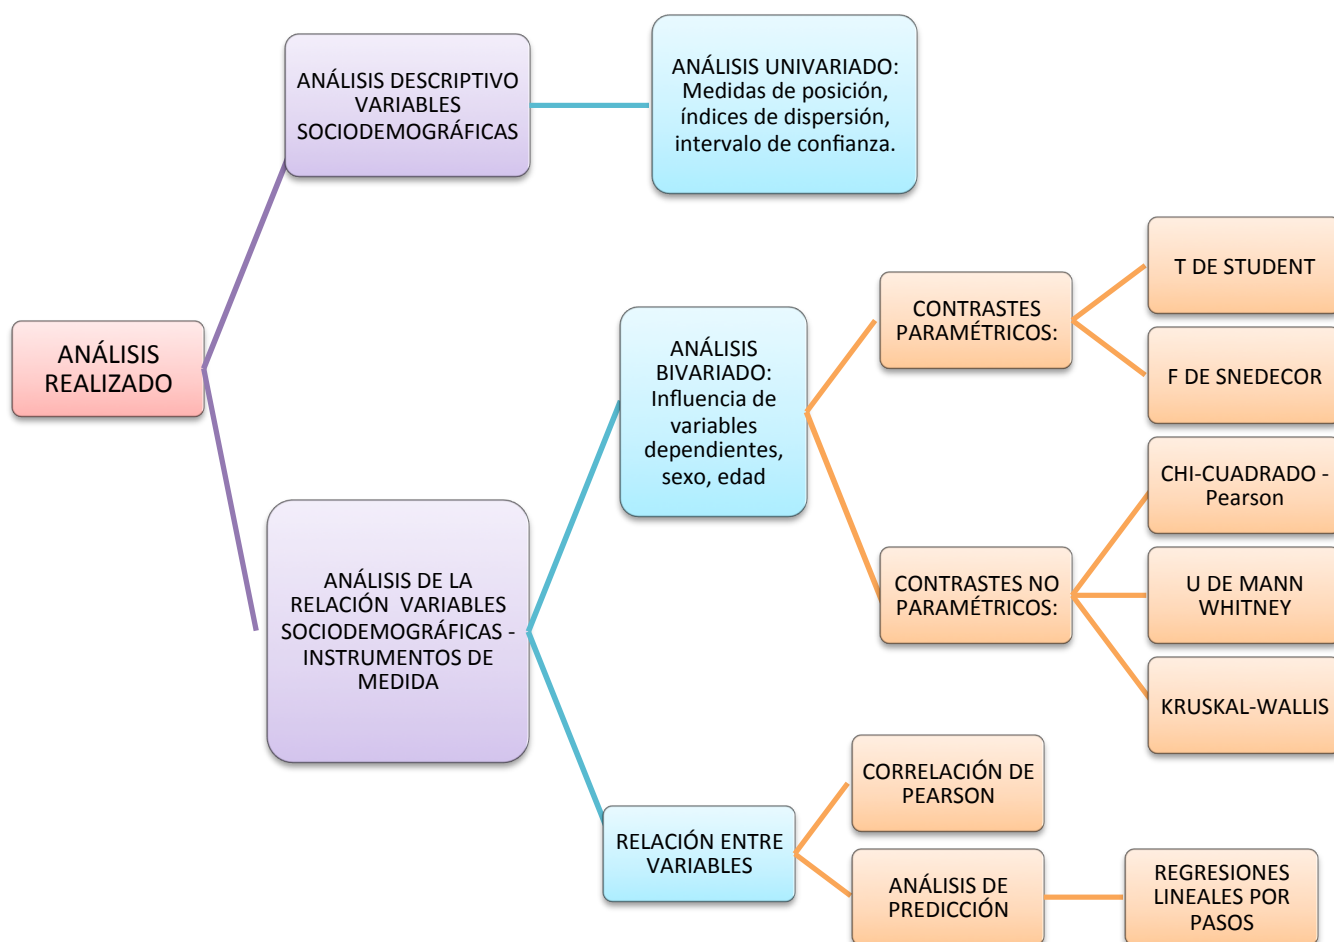 ANÁLISIS
REALIZADO
ANÁLISIS DESCRIPTIVO
VARIABLES
SOCIODEMOGRÁFICAS
ANÁLISIS UNIVARIADO:
Medidas de posición,
índices de dispersión,
intervalo de confianza.
ANÁLISIS DE LA
RELACIÓN VARIABLES
SOCIODEMOGRÁFICAS -
INSTRUMENTOS DE
MEDIDA
ANÁLISIS
BIVARIADO:
Influencia de
variables
dependientes,
sexo, edad
CONTRASTES
PARAMÉTRICOS:
T DE STUDENT
F DE SNEDECOR
CONTRASTES NO
PARAMÉTRICOS:
CHI-CUADRADO -
Pearson
U DE MANN
WHITNEY
KRUSKAL-WALLIS
RELACIÓN ENTRE
VARIABLES
CORRELACIÓN DE
PEARSON
ANÁLISIS DE
PREDICCIÓN
REGRESIONES
LINEALES POR
PASOS